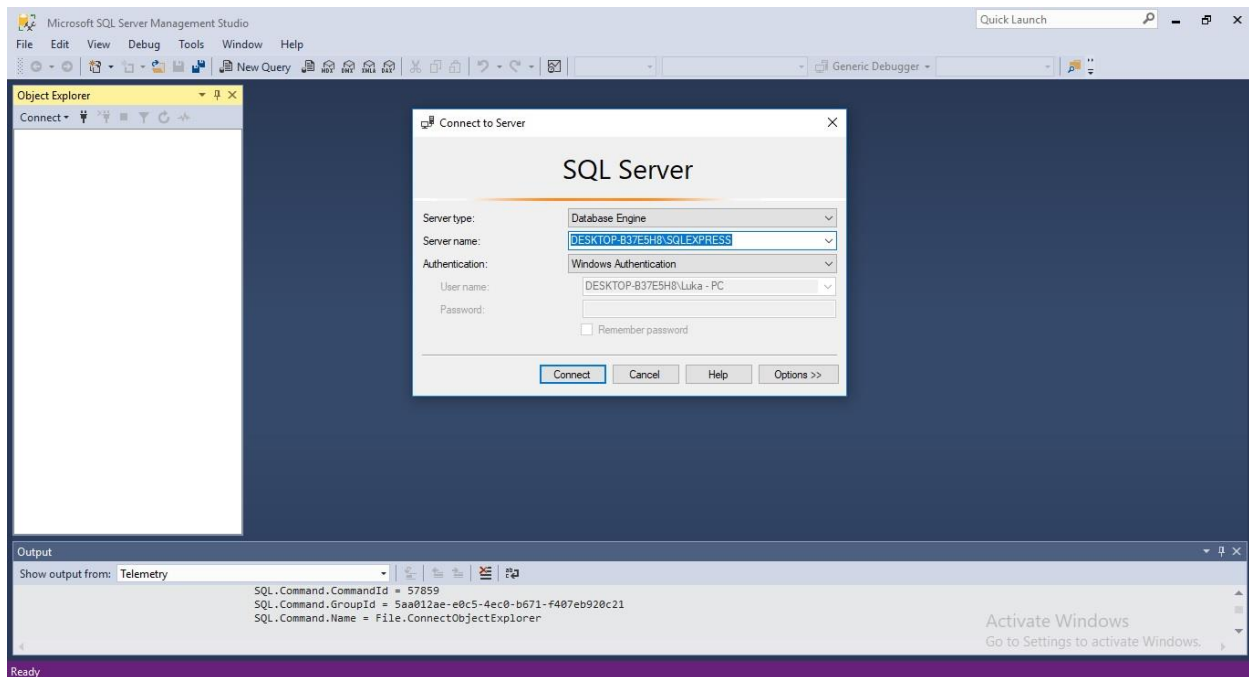 Microsoft SQL Server Management Studio
Quick Launch
File Edit View Debug Tools Window Help
New Query
Generic Debugger
Object Explorer
Connect
Connect to Server
SQL Server
Server type: Database Engine
Server name: DESKTOP-B37E5H8\SQLEXPRESS
Authentication: Windows Authentication
User name: DESKTOP-B37E5H8\Luka - PC
Password:
Remember password
Connect Cancel Help Options >>
Output
Show output from: Telemetry
SQL.Command.CommandId = 57859
SQL.Command.GroupId = 5aa012ae-e0c5-4ec0-b671-f407eb920c21
SQL.Command.Name = File.ConnectObjectExplorer
Activate Windows
Go to Settings to activate Windows.
Ready